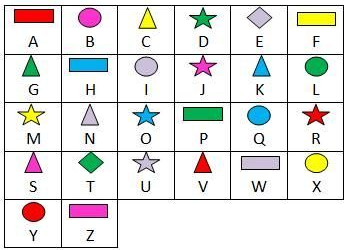 A B C D E F
G H I J K L
M N O P Q R
S T U V W X
Y Z